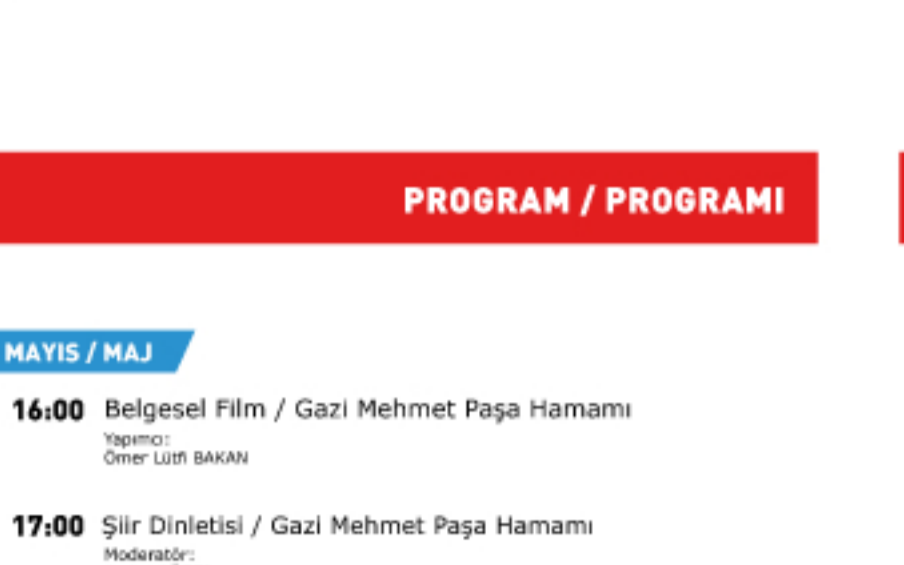 PROGRAM / PROGRAMI
MAYIS / MAJ
16:00 Belgesel Film / Gazi Mehmet Paşa Hamamı
Yapımcı:
Ömer Lütfi BAKAN
17:00 Şiir Dinletisi / Gazi Mehmet Paşa Hamamı
Moderatör: